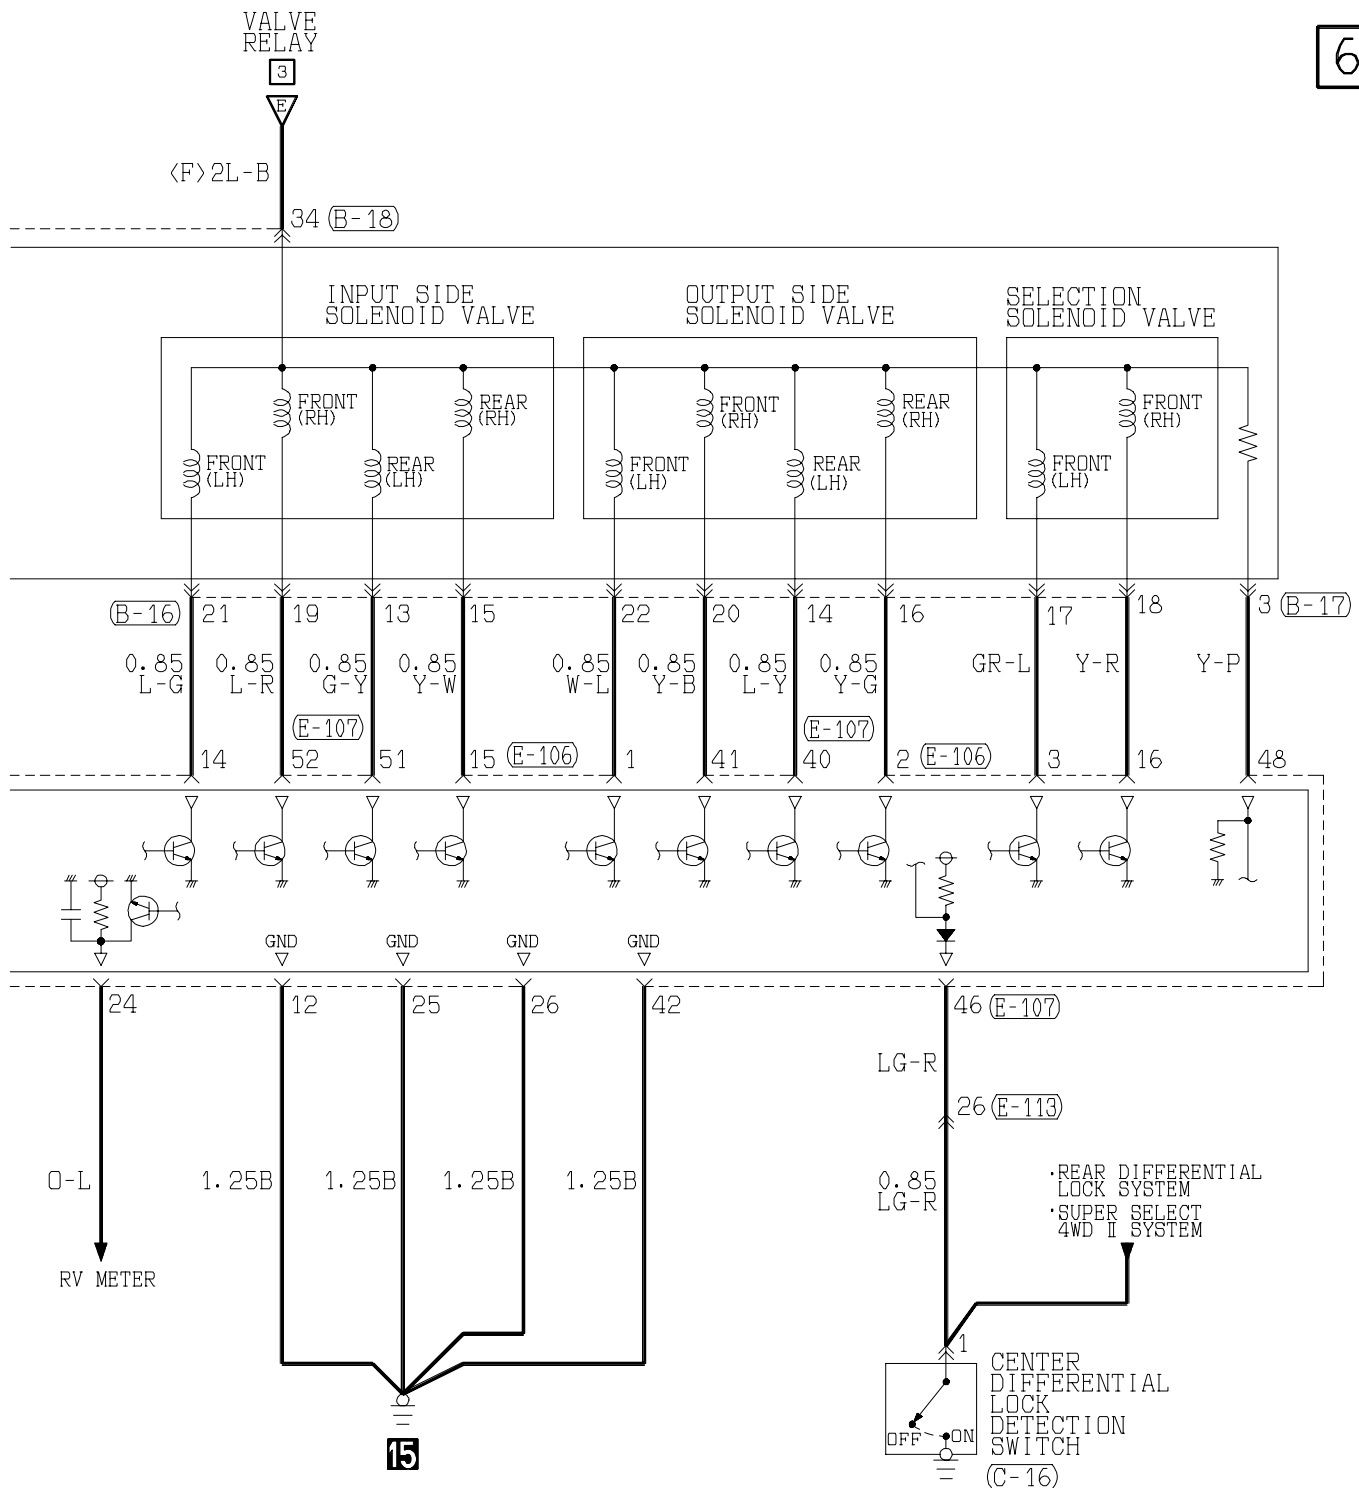 VALVE
RELAY
6
3
E
〈F〉2L-B
34 (B-18)
INPUT SIDE
SOLENOID VALVE
OUTPUT SIDE
SOLENOID VALVE
SELECTION
SOLENOID VALVE
FRONT
(RH)
REAR
(RH)
FRONT
(RH)
REAR
(RH)
FRONT
(RH)
FRONT
(LH)
REAR
(LH)
FRONT
(LH)
REAR
(LH)
FRONT
(LH)
(B-16) 21 19 13 15 22 20 14 16 17 18 3 (B-17)
0.85 0.85 0.85 0.85 0.85 0.85 0.85 0.85
L-G L-R G-Y Y-W W-L Y-B L-Y Y-G GR-L Y-R Y-P
(E-107) (E-107)
14 52 51 15 (E-106) 1 41 40 2 (E-106) 3 16 48
GND GND GND GND
24 12 25 26 42 46 (E-107)
LG-R
26 (E-113)
O-L 1.25B 1.25B 1.25B 1.25B 0.85
LG-R
·REAR DIFFERENTIAL
LOCK SYSTEM
·SUPER SELECT
4WD Ⅱ SYSTEM
RV METER
1
CENTER
DIFFERENTIAL
LOCK
DETECTION
SWITCH
OFF ON
(C-16)
15